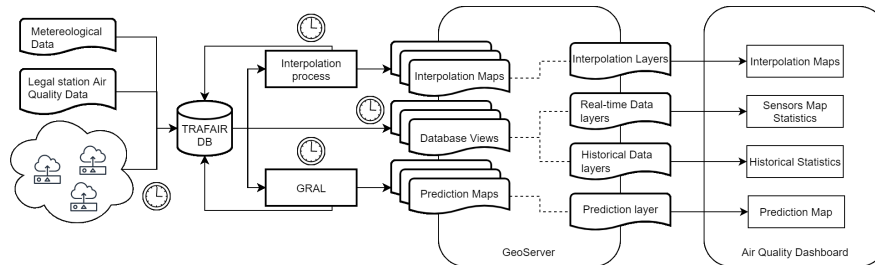 Metereological
Data
Legal station Air
Quality Data
TRAFAIR
DB
Interpolation
process
GRAL
Interpolation Maps
Database Views
Prediction Maps
GeoServer
Interpolation Layers
Real-time Data
layers
Historical Data
layers
Prediction layer
Interpolation Maps
Sensors Map
Statistics
Historical Statistics
Prediction Map
Air Quality Dashboard